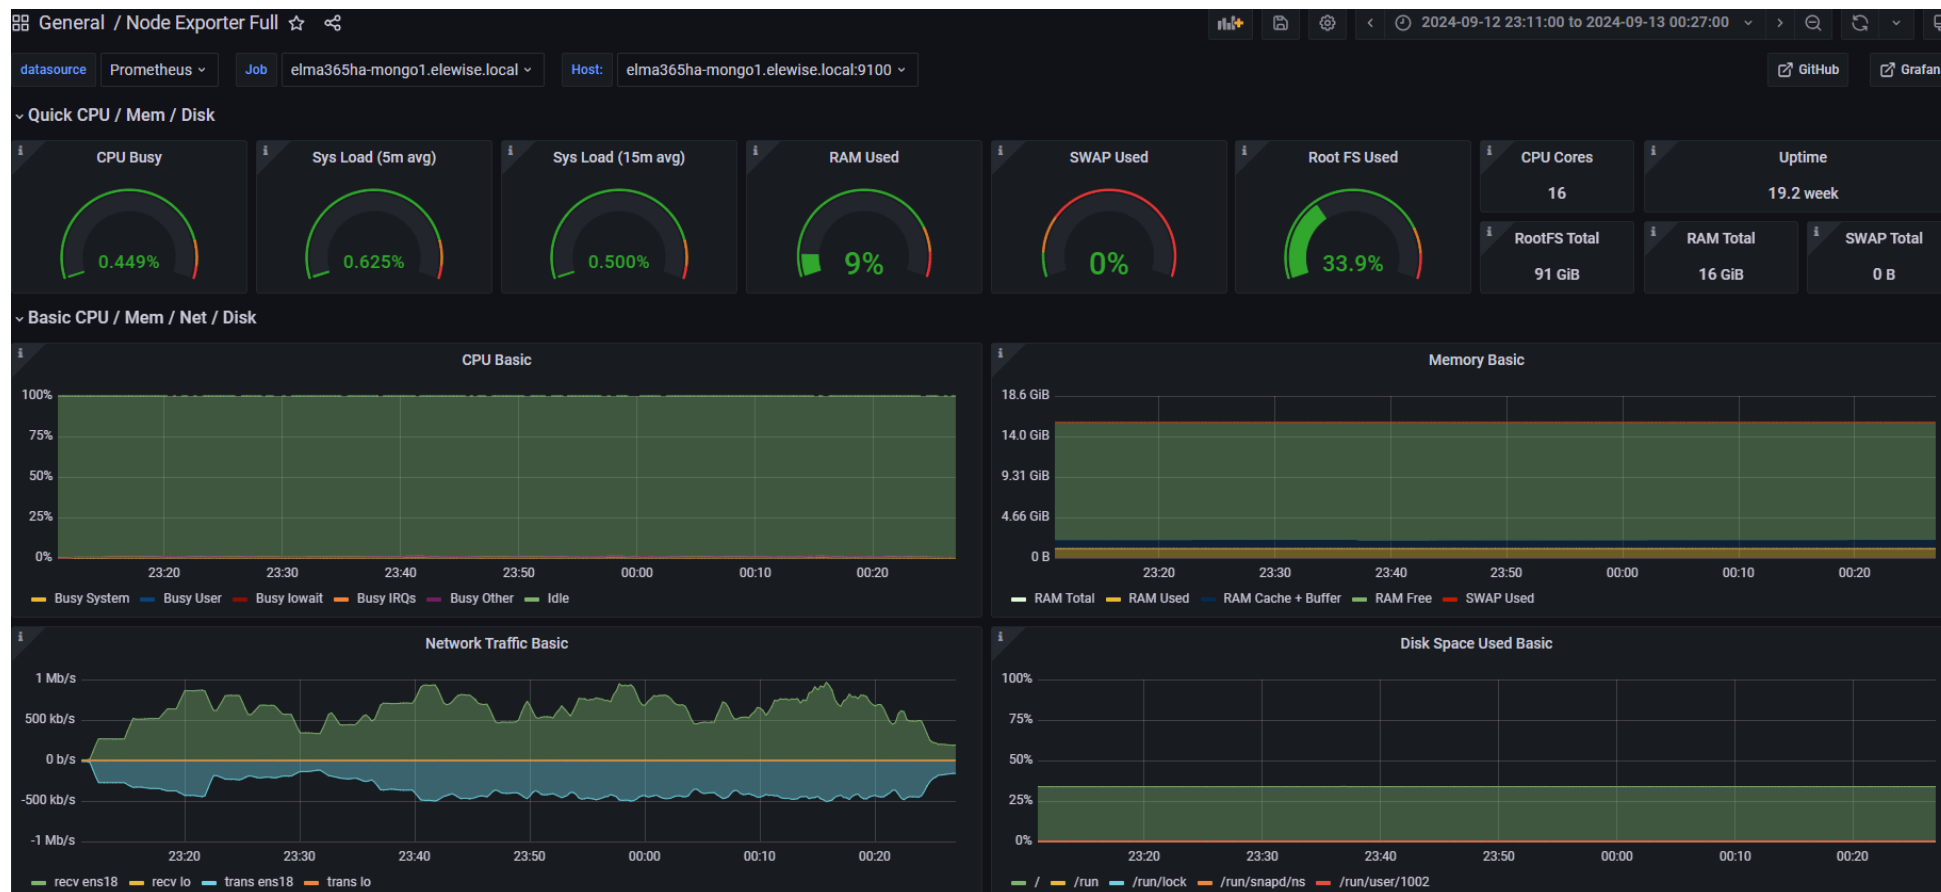 General / Node Exporter Full
2024-09-12 23:11:00 to 2024-09-13 00:27:00
datasource Prometheus Job elma365ha-mongo1.elewise.local Host: elma365ha-mongo1.elewise.local:9100 GitHub Grafan
Quick CPU / Mem / Disk
CPU Busy
0.449%
Sys Load (5m avg)
0.625%
Sys Load (15m avg)
0.500%
RAM Used
9%
SWAP Used
0%
Root FS Used
33.9%
CPU Cores
16
Uptime
19.2 week
RootFS Total
91 GiB
RAM Total
16 GiB
SWAP Total
0 B
Basic CPU / Mem / Net / Disk
CPU Basic
100%
75%
50%
25%
0%
23:20 23:30 23:40 23:50 00:00 00:10 00:20
Busy System Busy User Busy Iowait Busy IRQs Busy Other Idle
Memory Basic
18.6 GiB
14.0 GiB
9.31 GiB
4.66 GiB
0 B
23:20 23:30 23:40 23:50 00:00 00:10 00:20
RAM Total RAM Used RAM Cache + Buffer RAM Free SWAP Used
Network Traffic Basic
1 Mb/s
500 kb/s
0 b/s
-500 kb/s
-1 Mb/s
23:20 23:30 23:40 23:50 00:00 00:10 00:20
recv ens18 recv lo trans ens18 trans lo
Disk Space Used Basic
100%
75%
50%
25%
0%
23:20 23:30 23:40 23:50 00:00 00:10 00:20
/ /run /run/lock /run/snapd/ns /run/user/1002